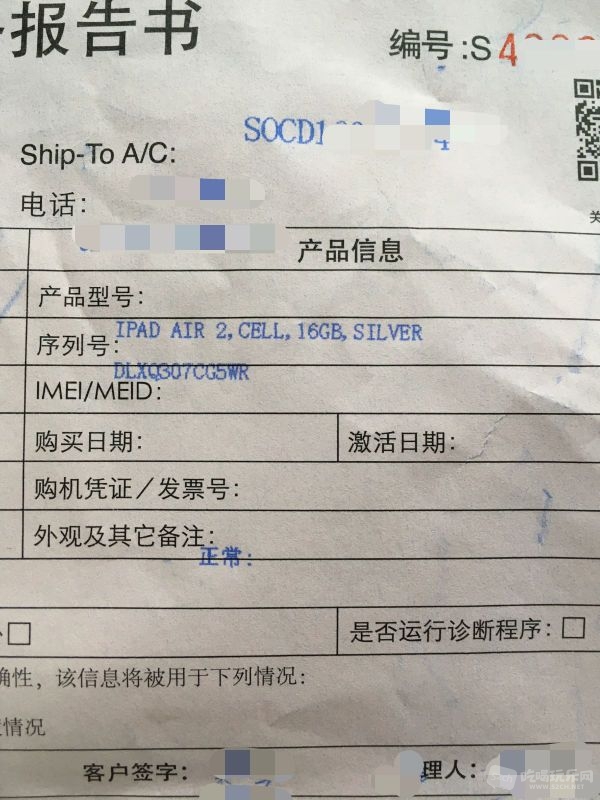 报告书
编号:S4
SOCD1
Ship-To A/C:
电话:
产品信息
产品型号:
IPAD AIR 2,CELL,16GB,SILVER
序列号:
DLXQ307CG5WR
IMEI/MEID:
购买日期: 激活日期:
购机凭证/发票号:
外观及其它备注:
正常:
是否运行诊断程序:
确性，该信息将被用于下列情况:
情况
客户签字: 理人: